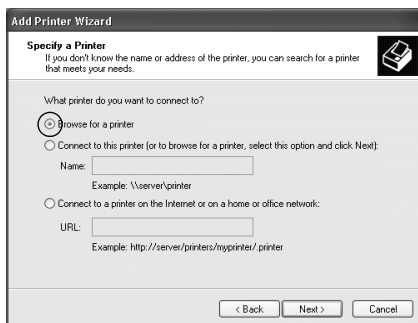 Add Printer Wizard
Specify a Printer
If you don't know the name or address of the printer, you can search for a printer
that meets your needs.
What printer do you want to connect to?
Browse for a printer
Connect to this printer (or to browse for a printer, select this option and click Next):
Name:
Example: \\server\printer
Connect to a printer on the Internet or on a home or office network:
URL:
Example: http://server/printers/myprinter/.printer
< Back
Next >
Cancel